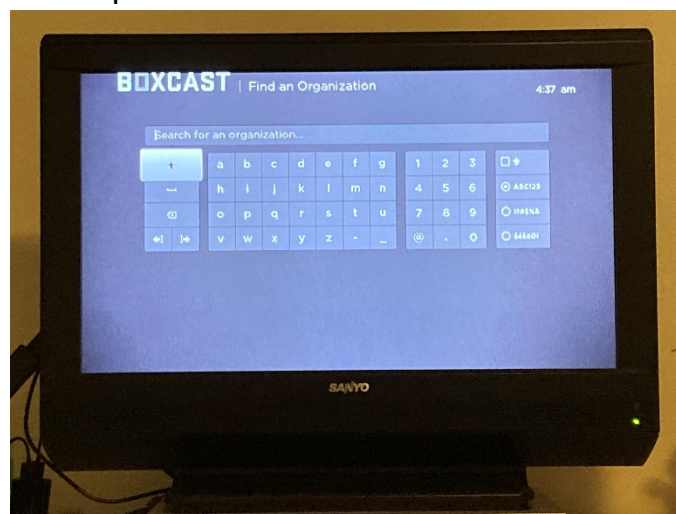 BOXCAST | Find an Organization
4:37 am
Search for an organization...
a b c d e f g 1 2 3
h i j k l m n 4 5 6 ABC123
o p q r s t u 7 8 9
v w x y z - _ @ . 0
SANYO